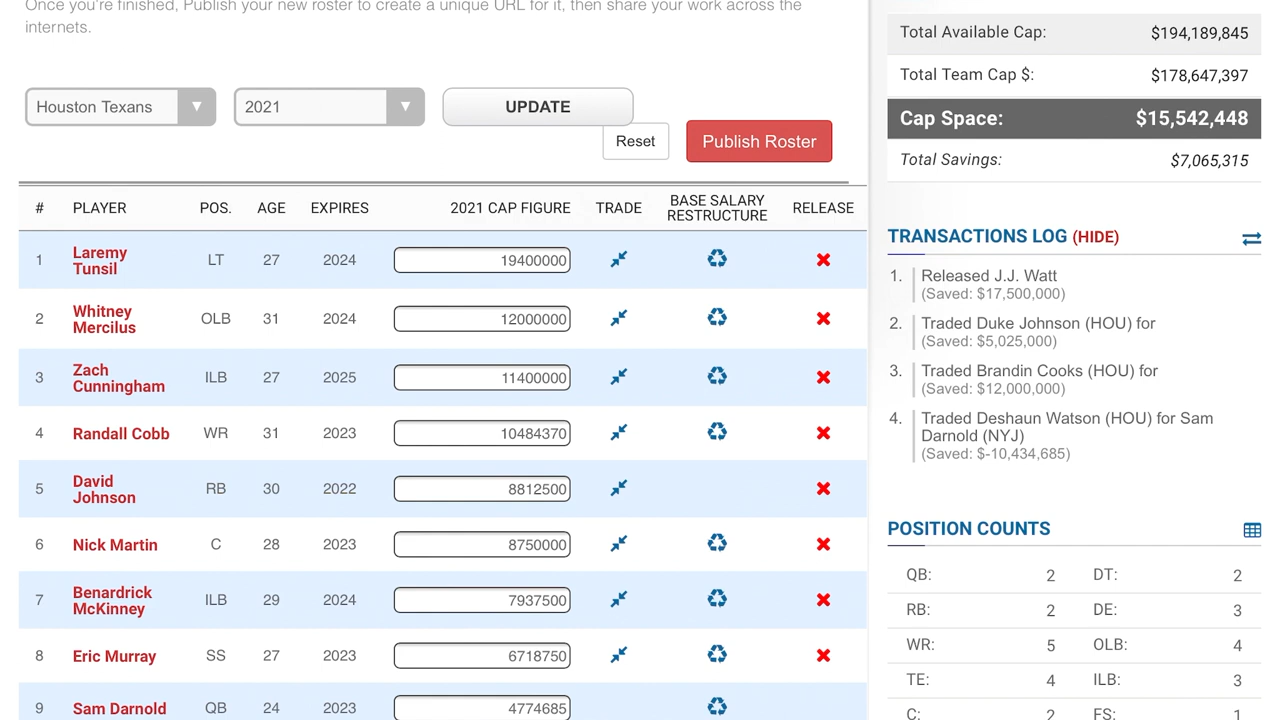 Once you're finished, Publish your new roster to create a unique URL for it, then share your work across the
internets.
Houston Texans ▼ 2021 ▼ UPDATE
Reset Publish Roster
# PLAYER POS. AGE EXPIRES 2021 CAP FIGURE TRADE BASE SALARY RESTRUCTURE RELEASE
1 Laremy Tunsil LT 27 2024 19400000
2 Whitney Mercilus OLB 31 2024 12000000
3 Zach Cunningham ILB 27 2025 11400000
4 Randall Cobb WR 31 2023 10484370
5 David Johnson RB 30 2022 8812500
6 Nick Martin C 28 2023 8750000
7 Benardrick McKinney ILB 29 2024 7937500
8 Eric Murray SS 27 2023 6718750
9 Sam Darnold QB 24 2023 4774685
Total Available Cap: $194,189,845
Total Team Cap $: $178,647,397
Cap Space: $15,542,448
Total Savings: $7,065,315
TRANSACTIONS LOG (HIDE)
1. Released J.J. Watt
(Saved: $17,500,000)
2. Traded Duke Johnson (HOU) for
(Saved: $5,025,000)
3. Traded Brandin Cooks (HOU) for
(Saved: $12,000,000)
4. Traded Deshaun Watson (HOU) for Sam
Darnold (NYJ)
(Saved: $-10,434,685)
POSITION COUNTS
QB: 2 DT: 2
RB: 2 DE: 3
WR: 5 OLB: 4
TE: 4 ILB: 3
C: 2 FS: 1